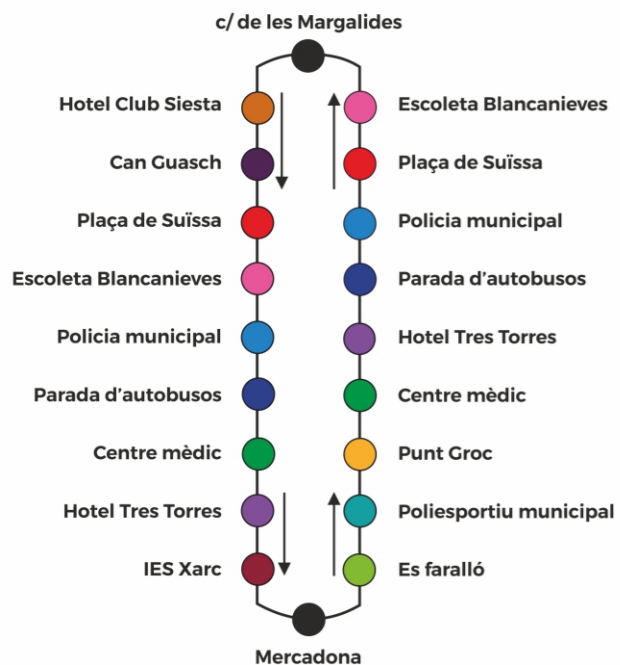 c/ de les Margalides
Hotel Club Siesta
Escoleta Blancanieves
Can Guasch
Plaça de Suïssa
Plaça de Suïssa
Policia municipal
Escoleta Blancanieves
Parada d'autobusos
Policia municipal
Hotel Tres Torres
Parada d'autobusos
Centre mèdic
Centre mèdic
Punt Groc
Hotel Tres Torres
Poliesportiu municipal
IES Xarc
Es faralló
Mercadona